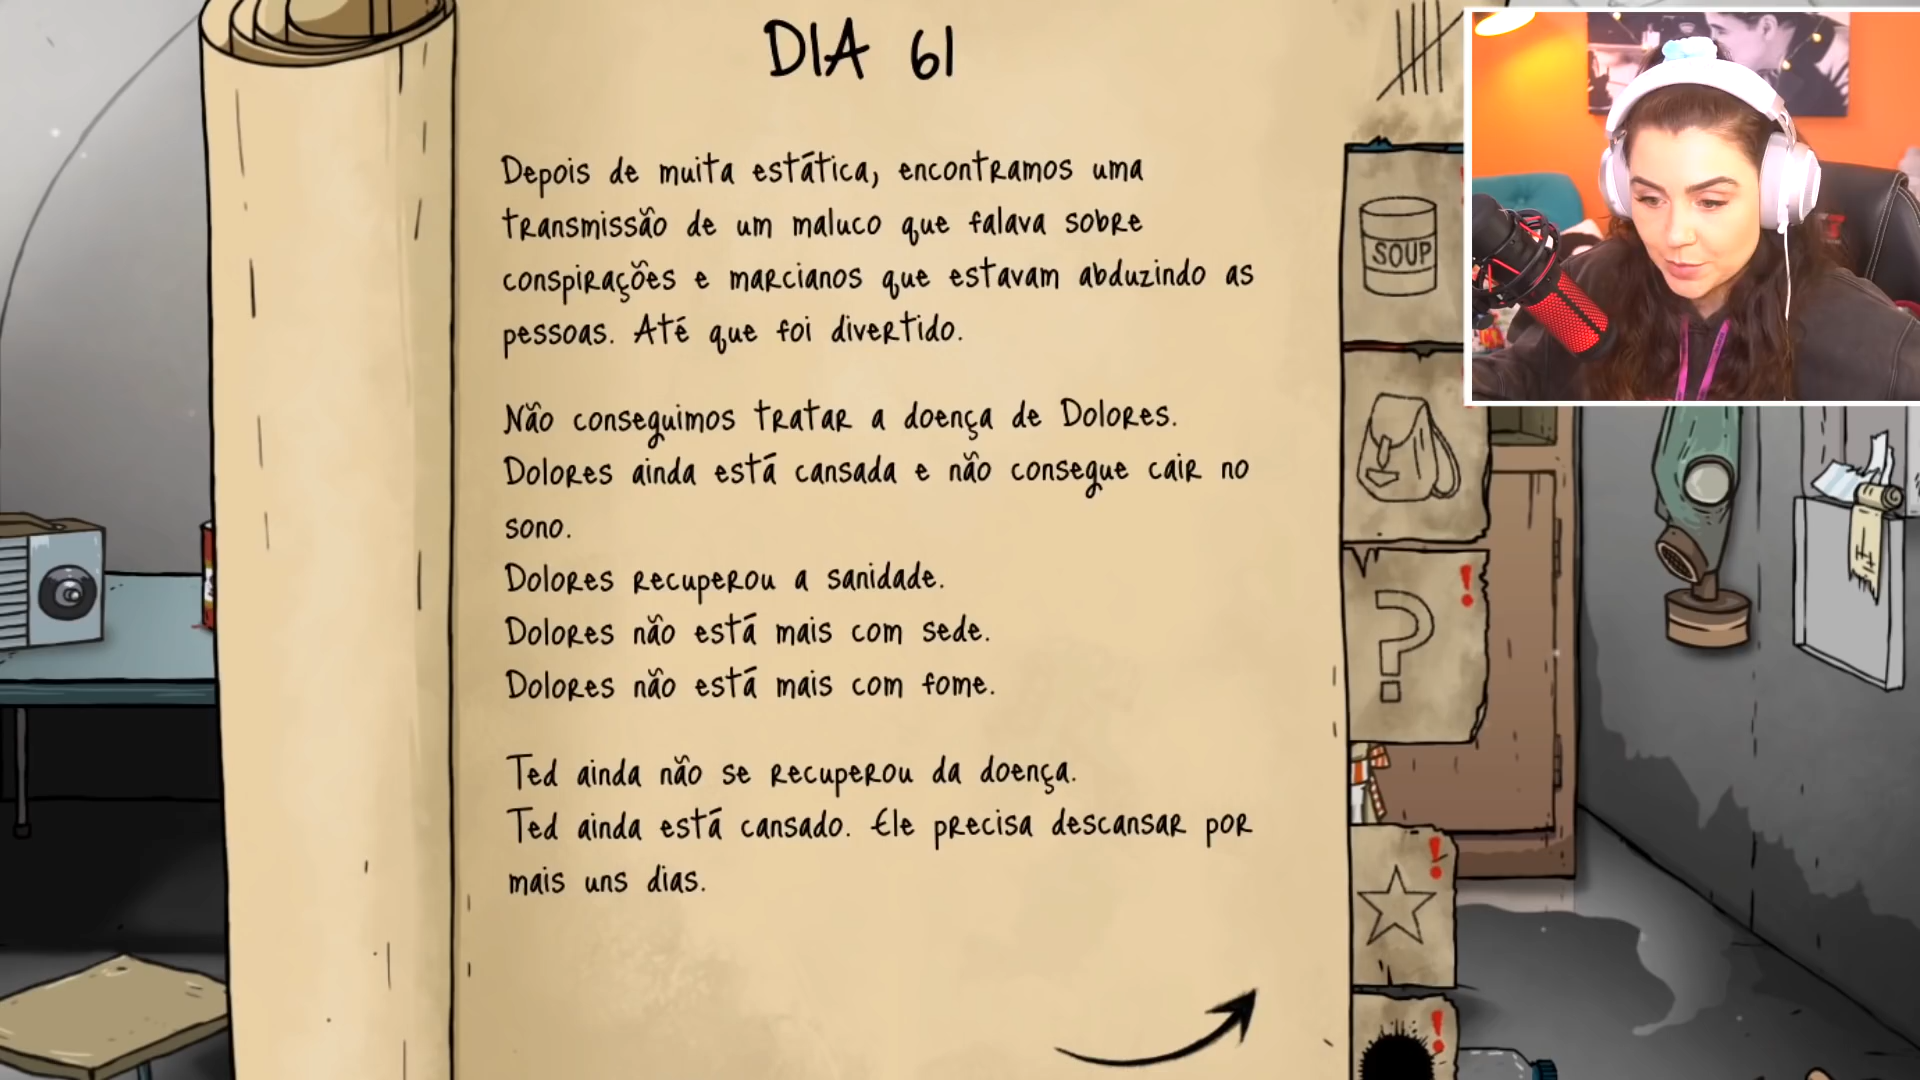 DIA 61
Depois de muita estática, encontramos uma
transmissão de um maluco que falava sobre
conspirações e marcianos que estavam abduzindo as
pessoas. Até que foi divertido.
Não conseguimos tratar a doença de Dolores.
Dolores ainda está cansada e não consegue cair no
sono.
Dolores recuperou a sanidade.
Dolores não está mais com sede.
Dolores não está mais com fome.
Ted ainda não se recuperou da doença.
Ted ainda está cansado. Ele precisa descansar por
mais uns dias.
SOUP
!
?
!
!